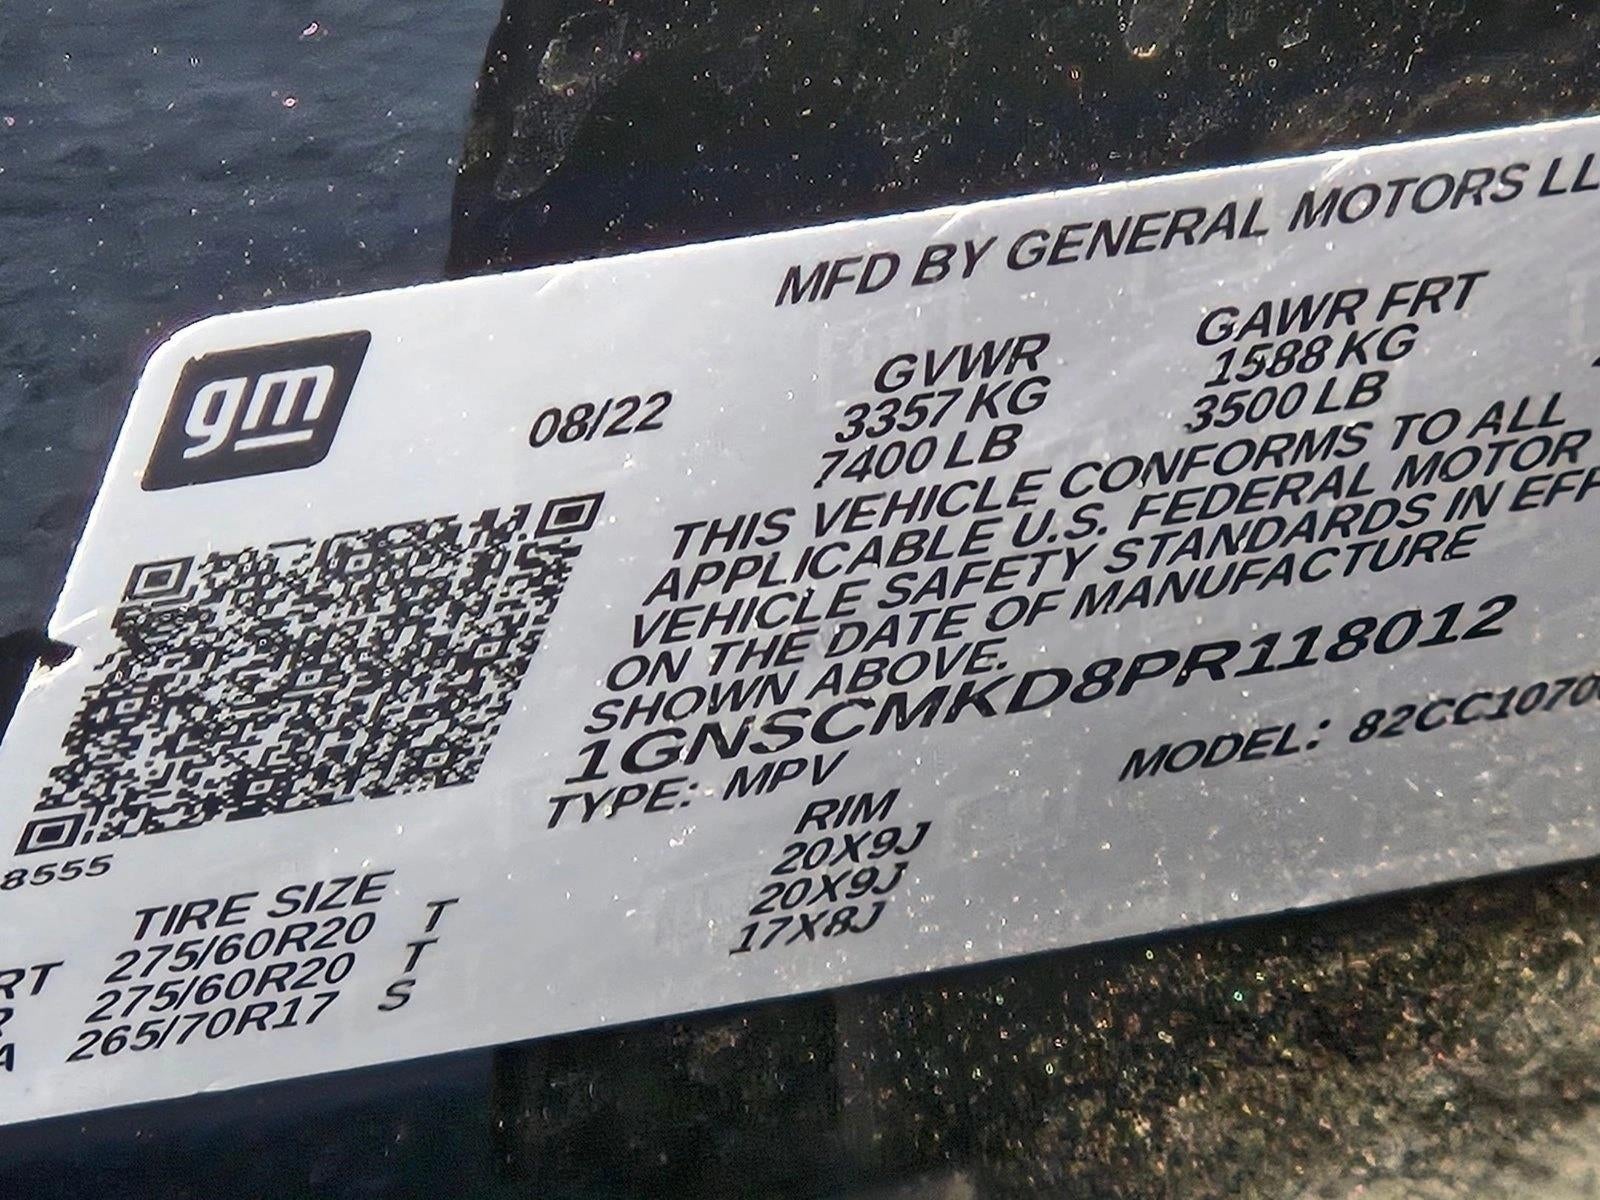 MFD BY GENERAL MOTORS LL
gm
08/22
GVWR
3357 KG
7400 LB
GAWR FRT
1588 KG
3500 LB
THIS VEHICLE CONFORMS TO ALL
APPLICABLE U.S. FEDERAL MOTOR
VEHICLE SAFETY STANDARDS IN EFF
ON THE DATE OF MANUFACTURE
SHOWN ABOVE.
1GNSCMKD8PR118012
TYPE: MPV
MODEL: 82CC1070
8555
TIRE SIZE RIM
RT 275/60R20 T 20X9J
R 275/60R20 T 20X9J
A 265/70R17 S 17X8J